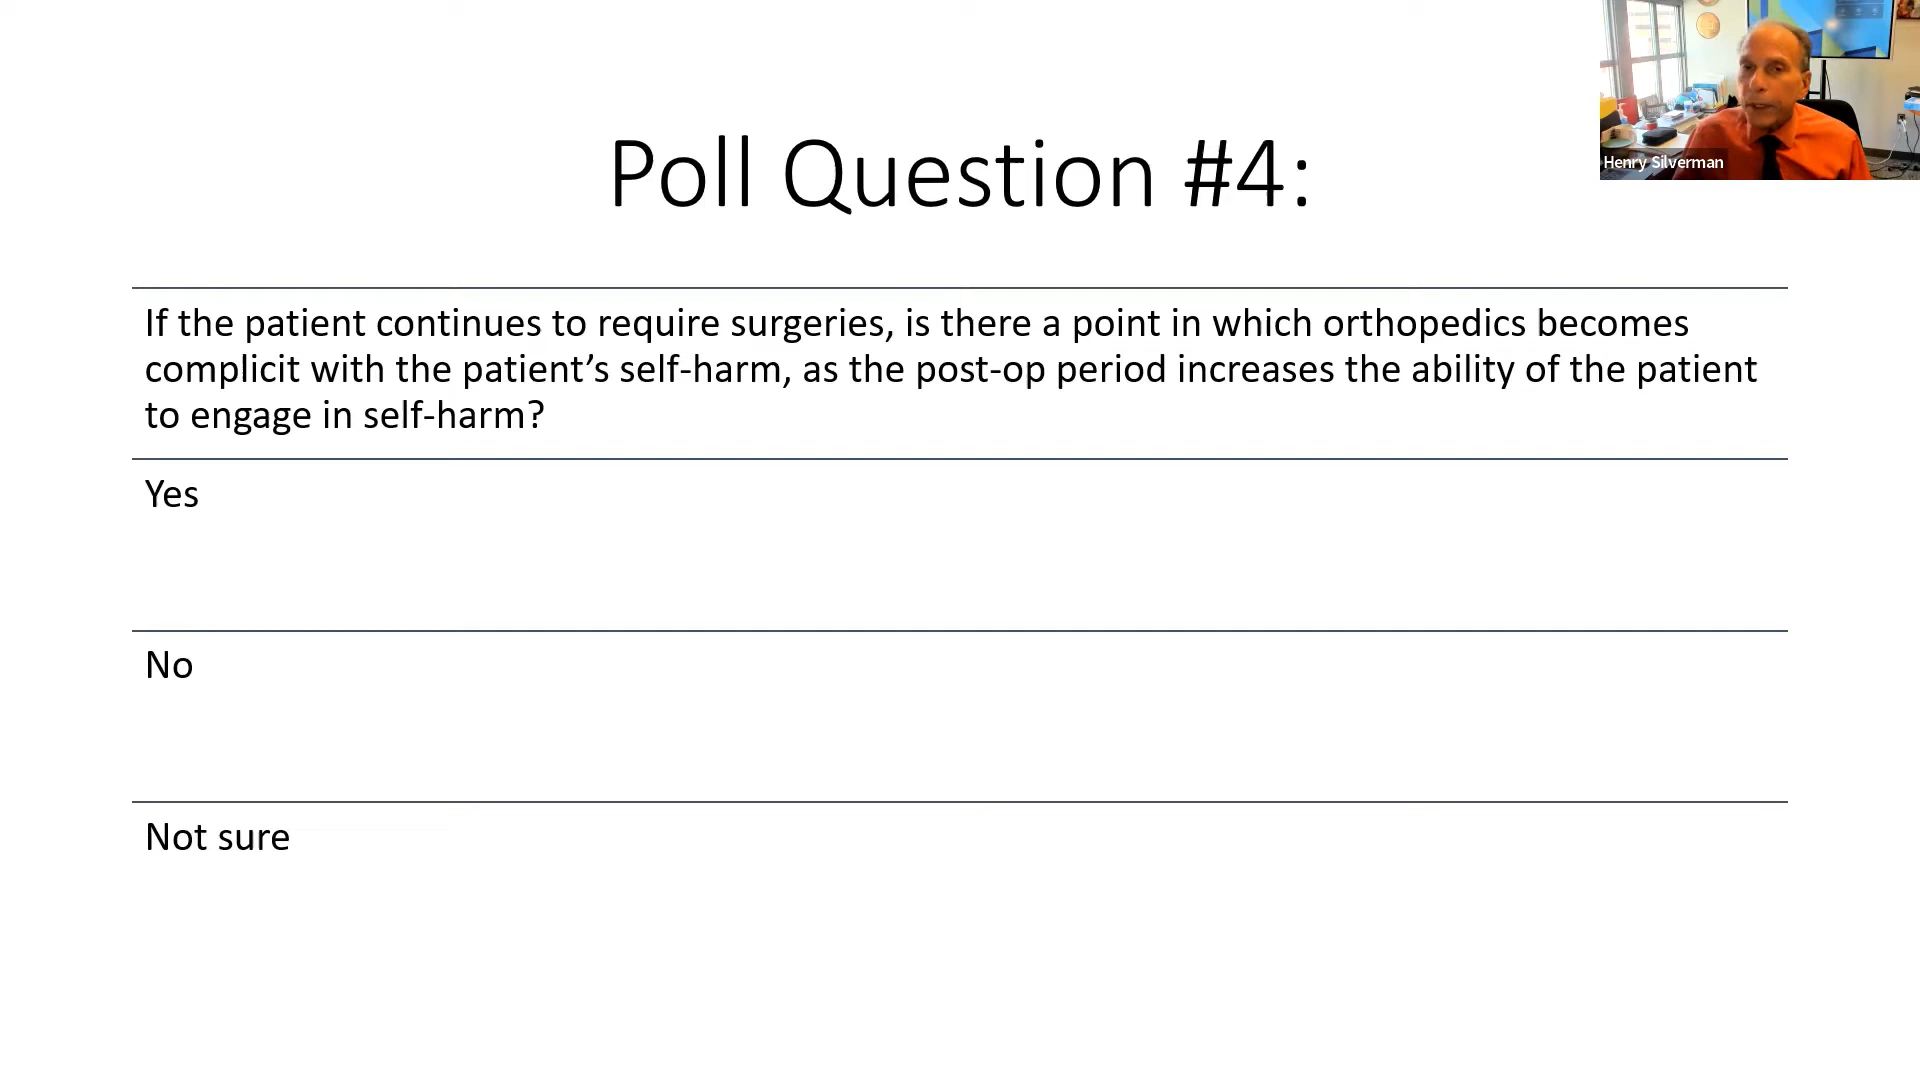 Henry Silverman
Poll Question #4:
If the patient continues to require surgeries, is there a point in which orthopedics becomes
complicit with the patient’s self-harm, as the post-op period increases the ability of the patient
to engage in self-harm?
Yes
No
Not sure